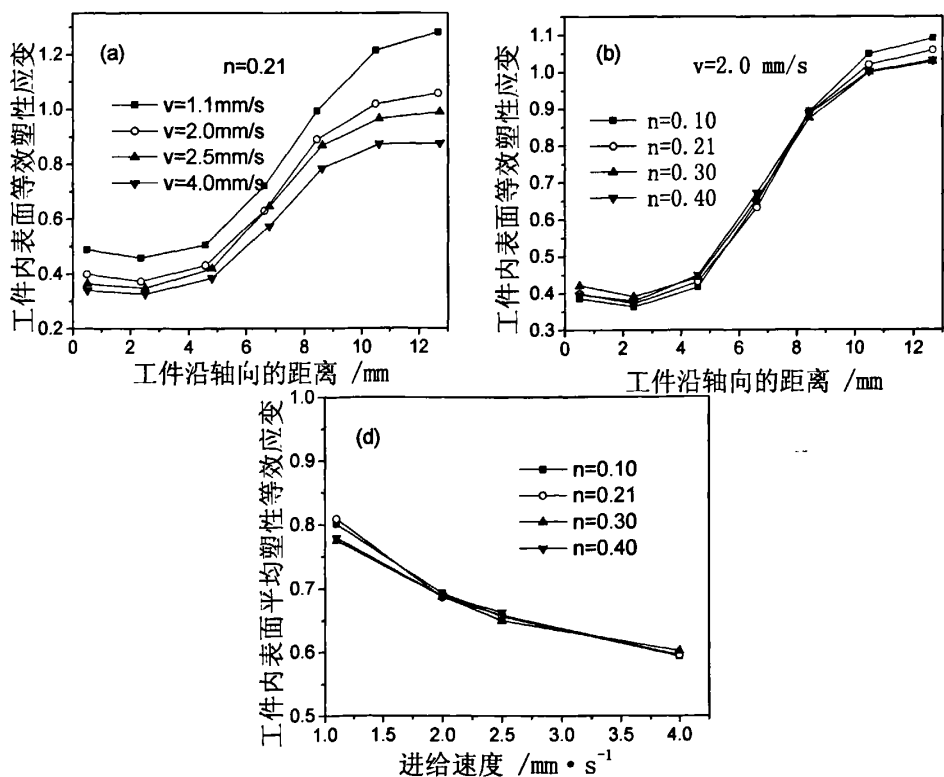 工件内表面等效塑性应变
(a)
n=0.21
v=1.1mm/s
v=2.0mm/s
v=2.5mm/s
v=4.0mm/s
1.2
1.0
0.8
0.6
0.4
0.2
0 2 4 6 8 10 12
工件沿轴向的距离 /mm
工件内表面等效塑性应变
(b)
v=2.0 mm/s
n=0.10
n=0.21
n=0.30
n=0.40
1.2
1.1
1.0
0.9
0.8
0.7
0.6
0.5
0.4
0.3
0 2 4 6 8 10 12
工件沿轴向的距离 /mm
工件内表面平均塑性等效应变
(d)
n=0.10
n=0.21
n=0.30
n=0.40
1.0
0.9
0.8
0.7
0.6
0.5
1.0 1.5 2.0 2.5 3.0 3.5 4.0
进给速度 /mm·s⁻¹